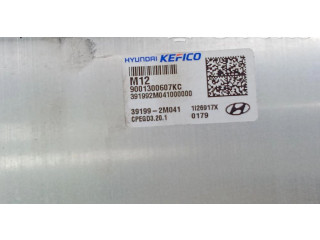 HYUNDAI KEFICO
M12
9001300607KC
391992M041000000
39199-2M041
1I26917X
CPEGD3.20.1
0179